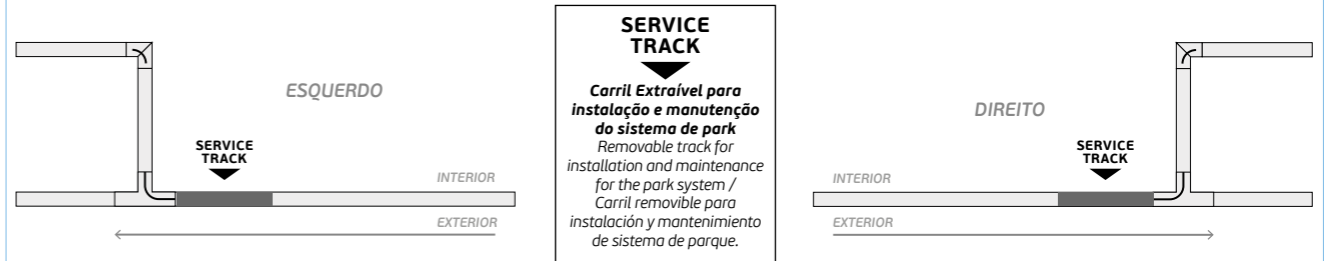 ESQUERDO
SERVICE
TRACK
INTERIOR
EXTERIOR
SERVICE
TRACK
Carril Extraível para
instalação e manutenção
do sistema de park
Removable track for
installation and maintenance
for the park system /
Carril removible para
instalación y mantenimiento
de sistema de parque.
DIREITO
SERVICE
TRACK
INTERIOR
EXTERIOR